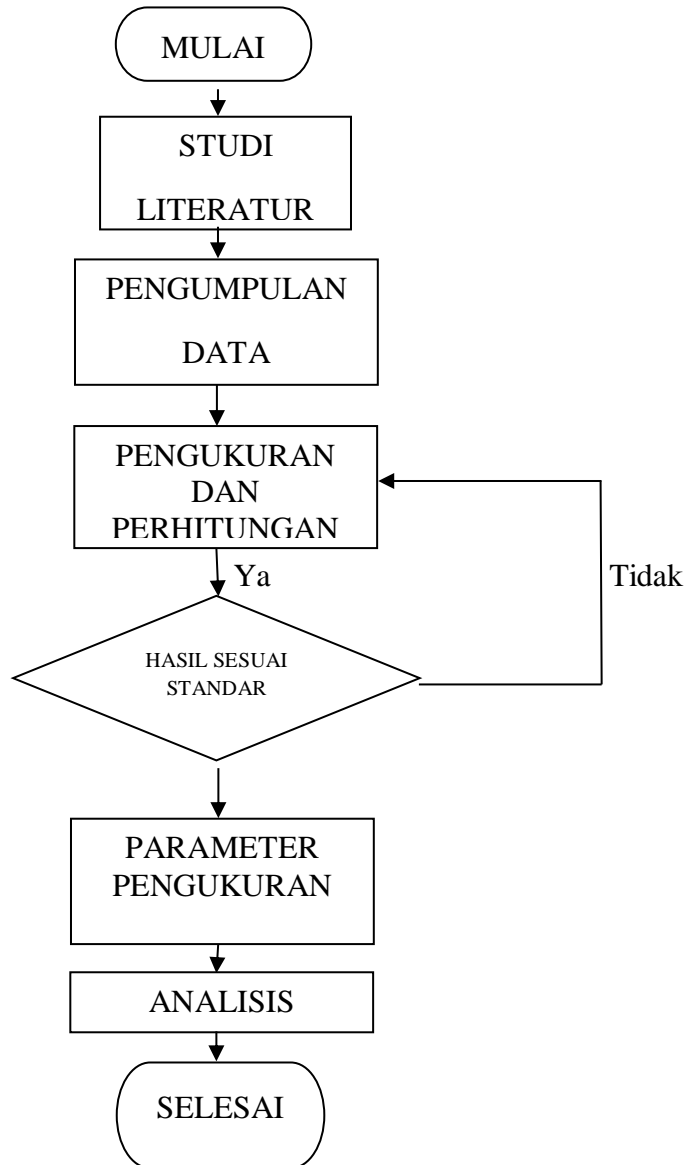 MULAI
STUDI
LITERATUR
PENGUMPULAN
DATA
PENGUKURAN
DAN
PERHITUNGAN
Ya
Tidak
HASIL SESUAI
STANDAR
PARAMETER
PENGUKURAN
ANALISIS
SELESAI